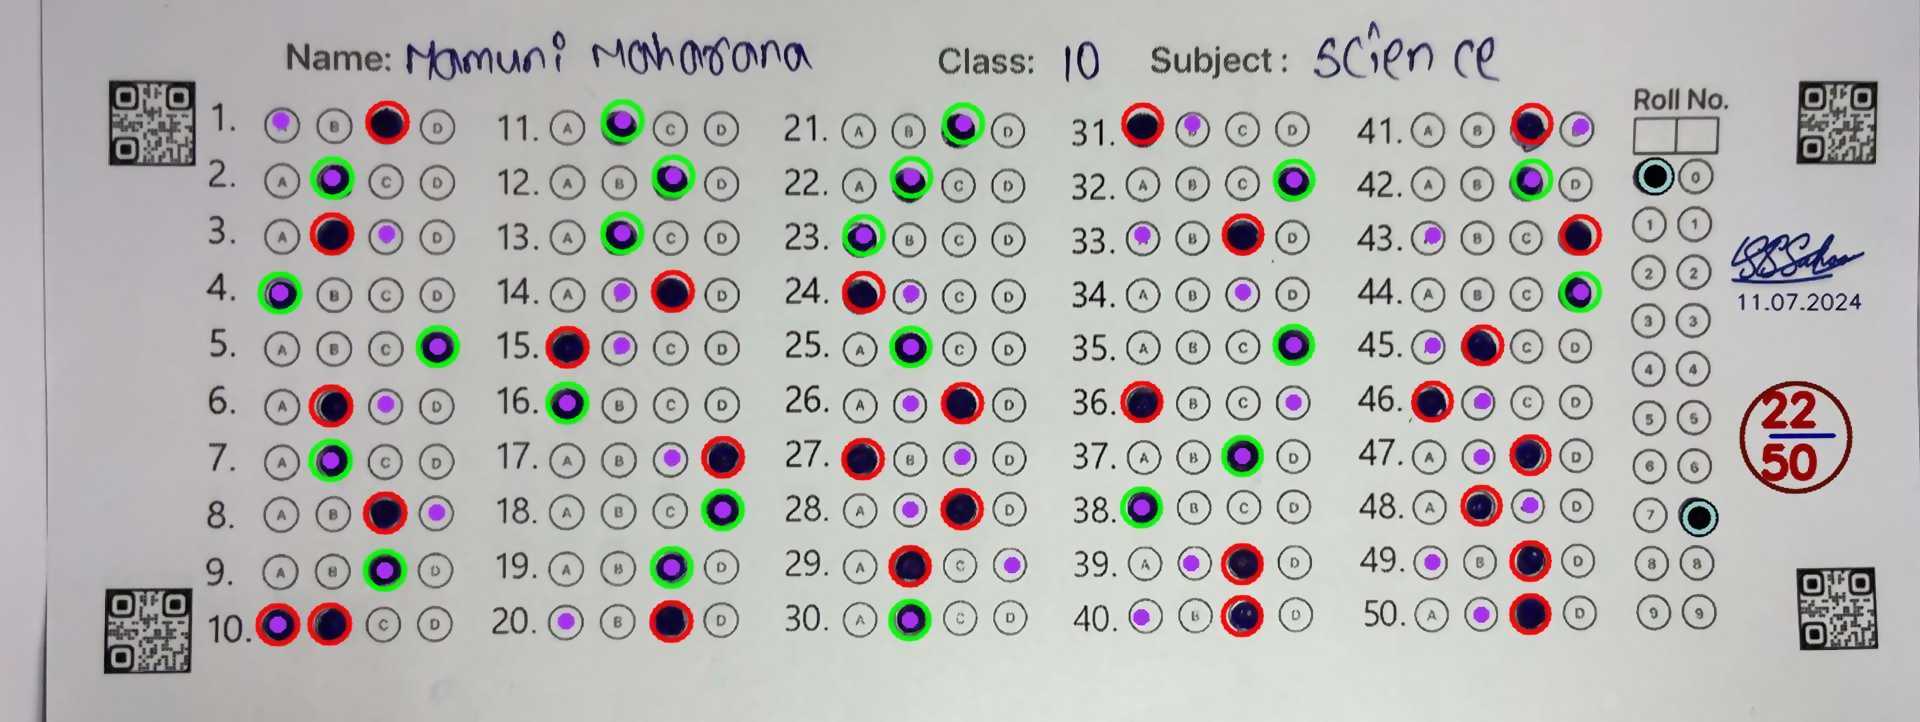 Name: Mamuni Maharana Class: 10 Subject: Science
Roll No.
1. B D 11. A C D 21. A B D 31. C D 41. A B
2. A C D 12. A B D 22. A C D 32. A B C 42. A B D 0
3. A D 13. A C D 23. B C D 33. B D 43. B C 1 1
4. B C D 14. A D 24. C D 34. A B D 44. A B C 2 2
11.07.2024
5. A B C 15. C D 25. A C D 35. A B C 45. C D 3 3
6. A D 16. B C D 26. A D 36. B C 46. C D 4 4
22
50
7. A C D 17. A B 27. B D 37. A B D 47. A D 5 5
8. A B 18. A B C 28. A D 38. B C D 48. A D 6 6
9. A B D 19. A B D 29. A C 39. A D 49. B D 7
10. C D 20. B D 30. A C D 40. B D 50. A D 8 8
9 9